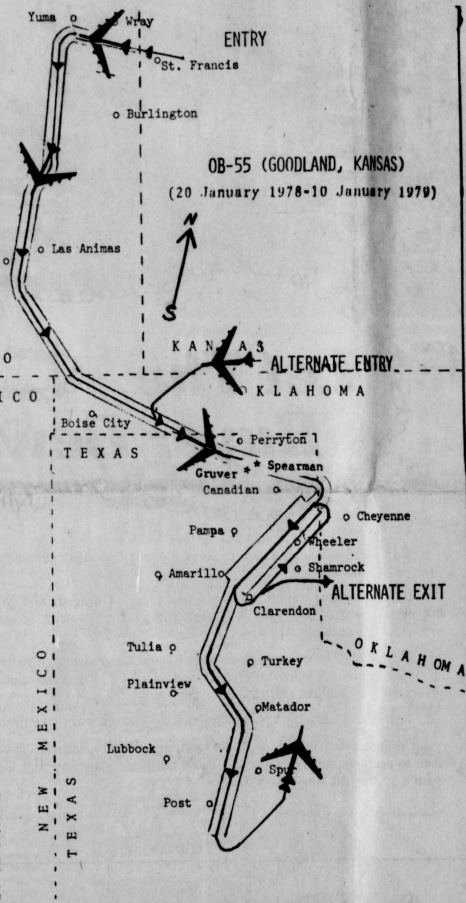 Yuma
Wray
ENTRY
St. Francis
Burlington
OB-55 (GOODLAND, KANSAS)
(20 January 1978-10 January 1979)
N
S
Las Animas
KANSAS
ALTERNATE ENTRY
O
OKLAHOMA
ICO
Boise City
Perryton
TEXAS
Gruver ** Spearman
Canadian
Pampa
Cheyenne
Wheeler
Shamrock
Amarillo
ALTERNATE EXIT
Clarendon
OKLAHOMA
Tulia
Turkey
Plainview
Matador
Lubbock
Spur
Post
NEW MEXICO
TEXAS